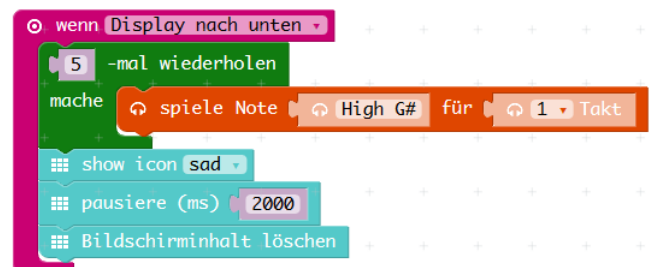 wenn Display nach unten
5 -mal wiederholen
mache spiele Note High G# für 1 Takt
show icon sad
pausiere (ms) 2000
Bildschirminhalt löschen